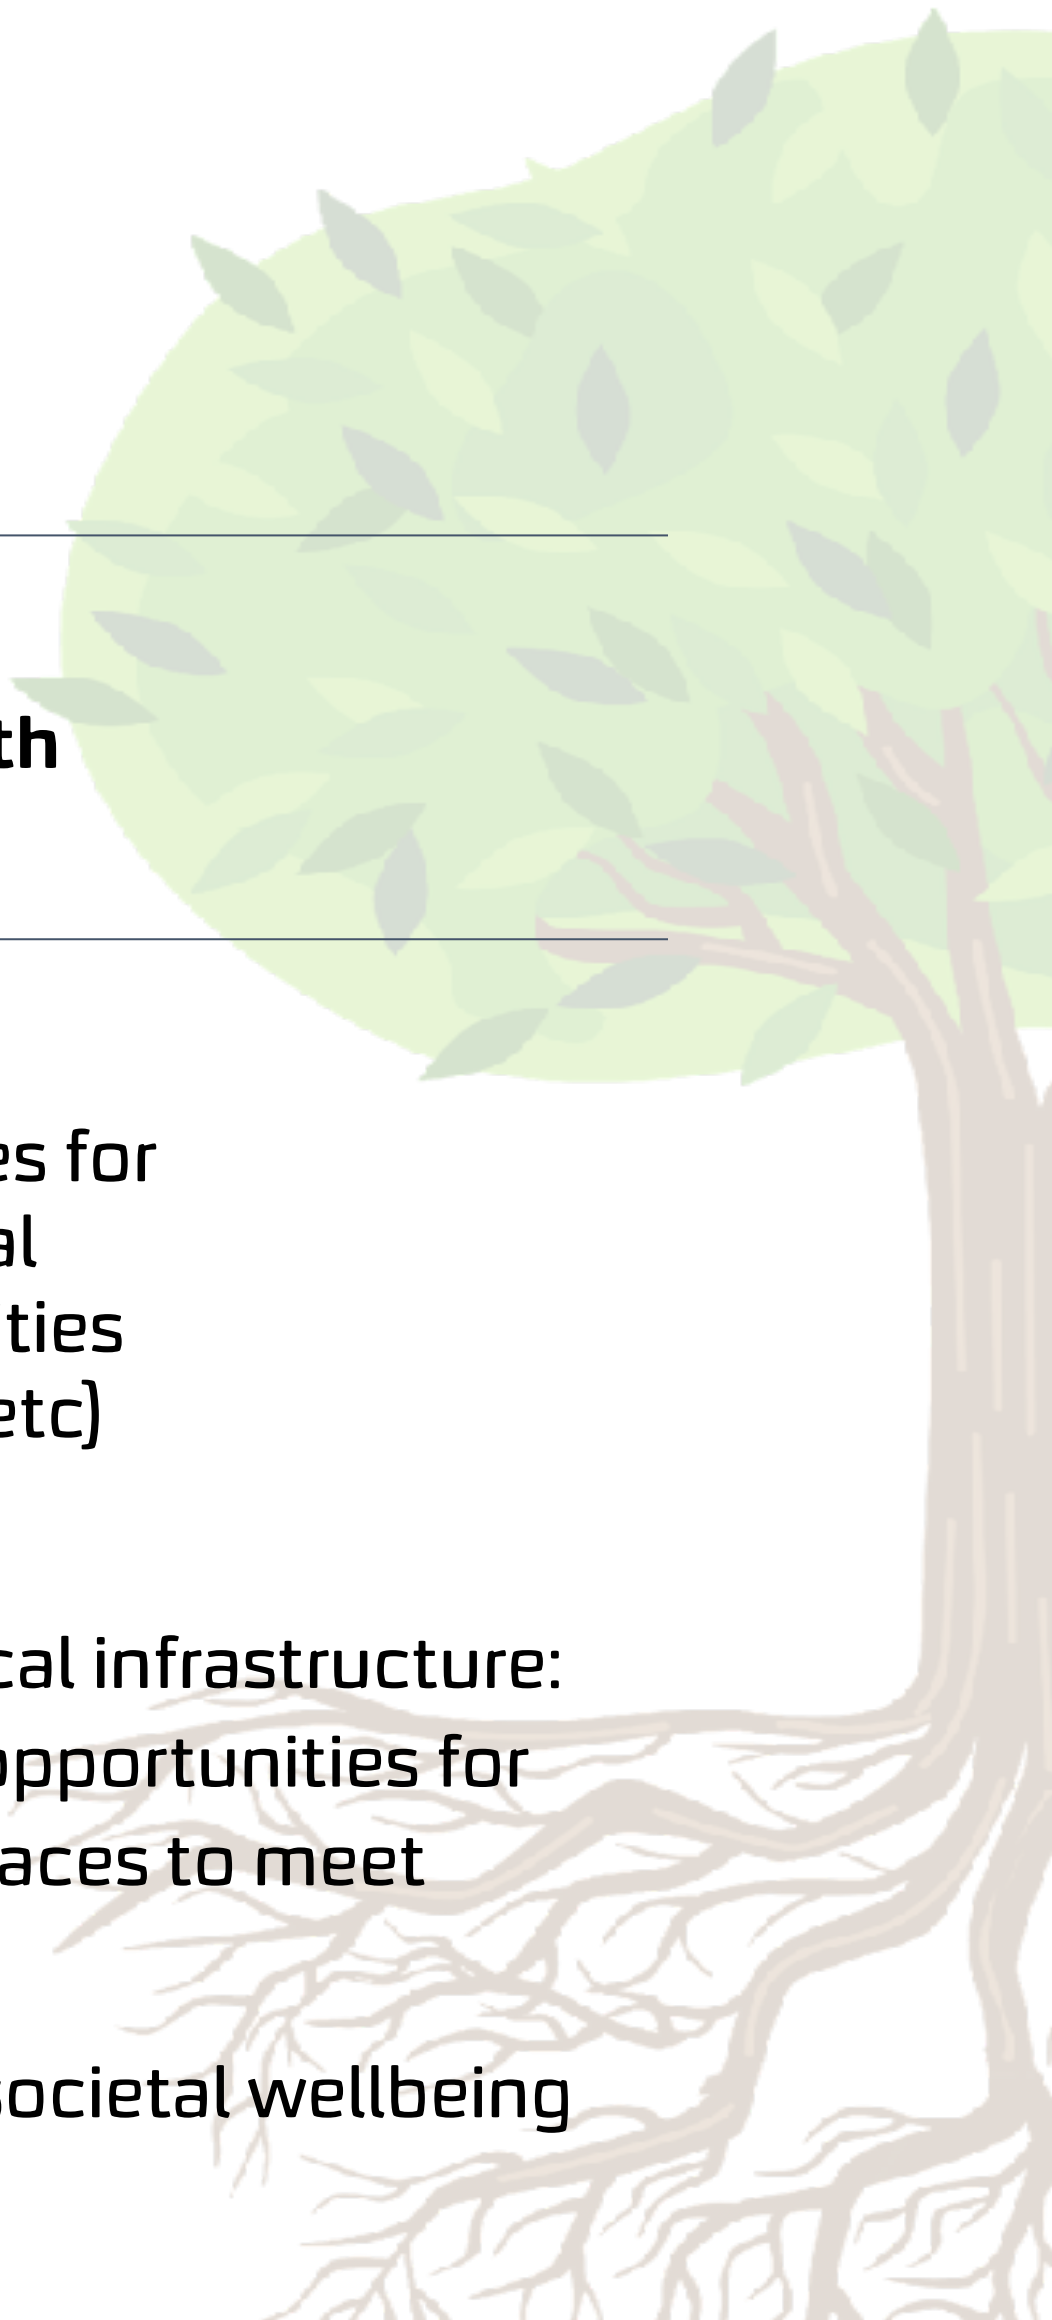 th
es for
al
ties
etc)
cal infrastructure:
opportunities for
aces to meet
societal wellbeing